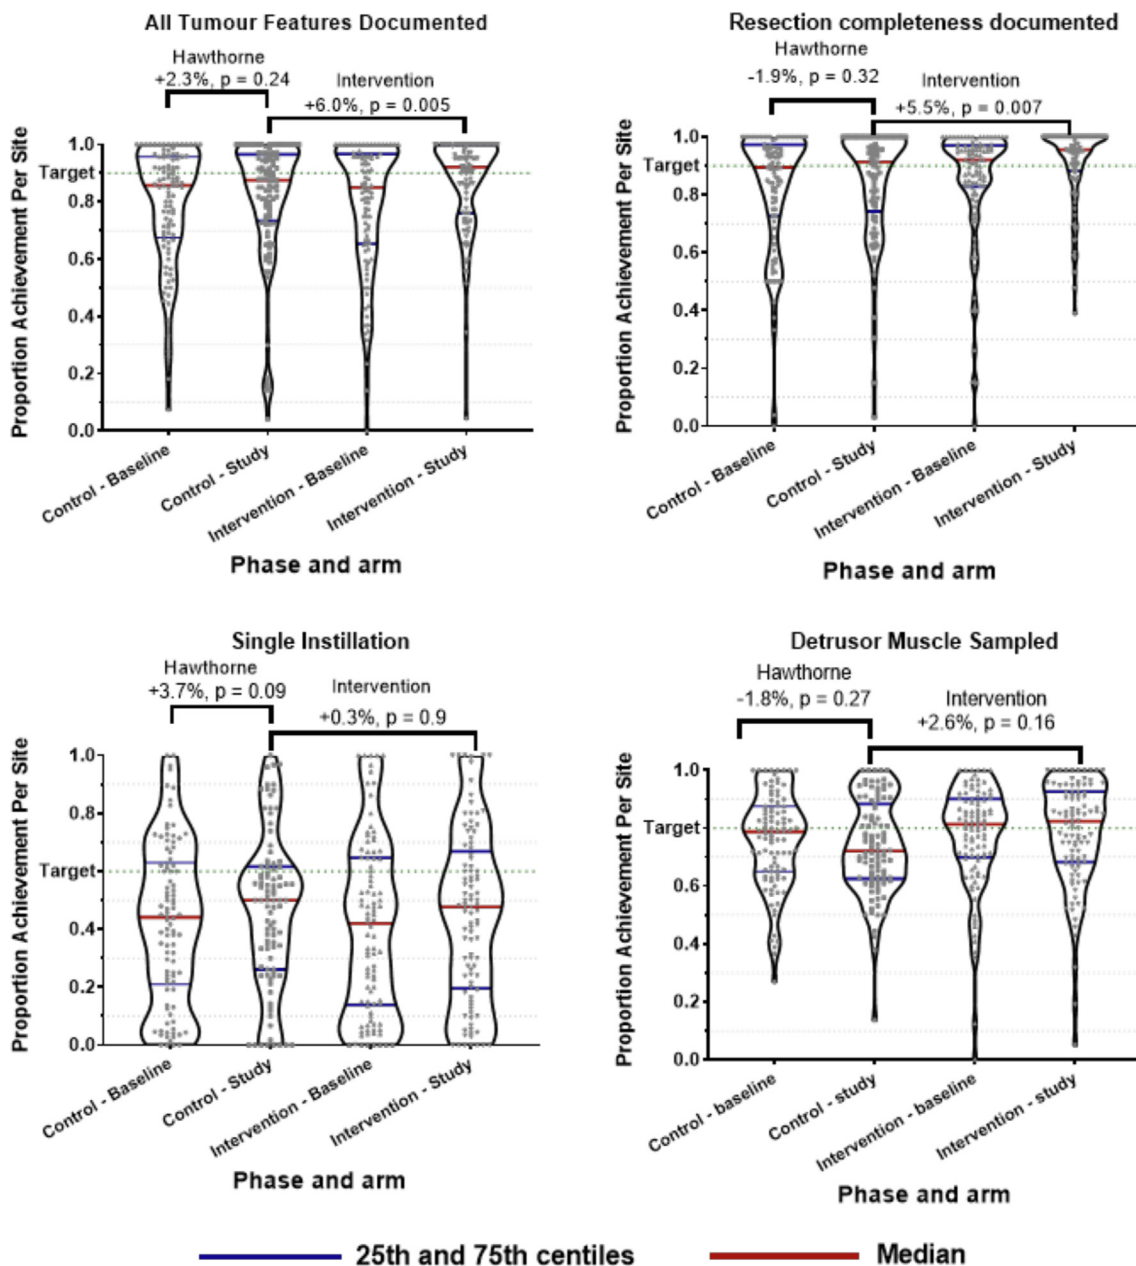 All Tumour Features Documented
Hawthorne
+2.3%, p = 0.24
Intervention
+6.0%, p = 0.005
Proportion Achievement Per Site
1.0
Target
0.8
0.6
0.4
0.2
0.0
Control - Baseline
Control - Study
Intervention - Baseline
Intervention - Study
Phase and arm
Resection completeness documented
Hawthorne
-1.9%, p = 0.32
Intervention
+5.5%, p = 0.007
Proportion Achievement Per Site
1.0
Target
0.8
0.6
0.4
0.2
0.0
Control - Baseline
Control - Study
Intervention - Baseline
Intervention - Study
Phase and arm
Single Instillation
Hawthorne
+3.7%, p = 0.09
Intervention
+0.3%, p = 0.9
Proportion Achievement Per Site
1.0
0.8
Target
0.4
0.2
0.0
Control - Baseline
Control - Study
Intervention - Baseline
Intervention - Study
Phase and arm
Detrusor Muscle Sampled
Hawthorne
-1.8%, p = 0.27
Intervention
+2.6%, p = 0.16
Proportion Achievement Per Site
1.0
Target
0.6
0.4
0.2
0.0
Control - baseline
Control - study
Intervention - baseline
Intervention - study
Phase and arm
25th and 75th centiles
Median